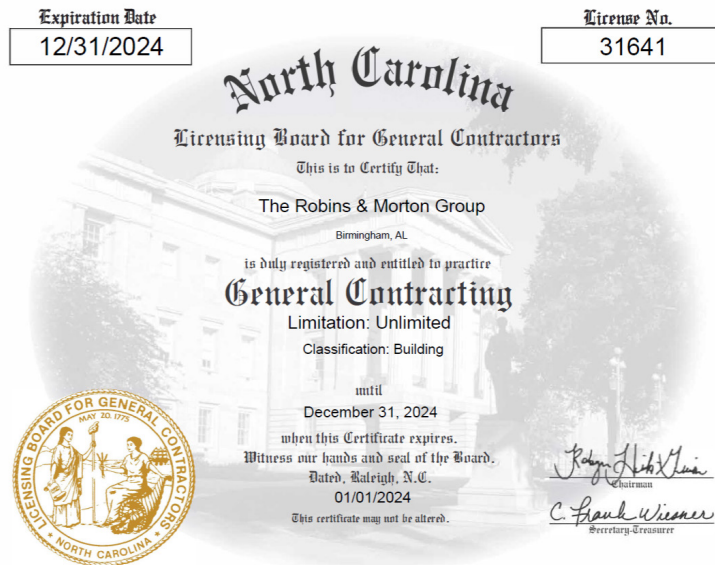 Expiration Date
12/31/2024
License No.
31641
North Carolina
Licensing Board for General Contractors
This is to Certify That:
The Robins & Morton Group
Birmingham, AL
is duly registered and entitled to practice
General Contracting
Limitation: Unlimited
Classification: Building
until
December 31, 2024
when this Certificate expires.
Witness our hands and seal of the Board.
Dated, Raleigh, N.C.
01/01/2024
This certificate may not be altered.
LICENSING BOARD FOR GENERAL CONTRACTORS
MAY 20, 1775
* NORTH CAROLINA *
Chairman
C. Frank Wiesner
Secretary-Treasurer